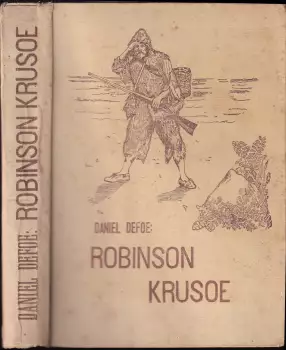 DANIEL DEFOE: ROBINSON KRUSOE
DANIEL DEFOE:
ROBINSON
KRUSOE